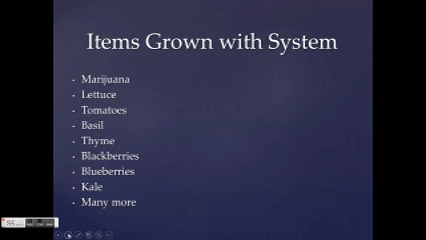 Items Grown with System
- Marijuana
- Lettuce
- Tomatoes
- Basil
- Thyme
- Blackberries
- Blueberries
- Kale
- Many more